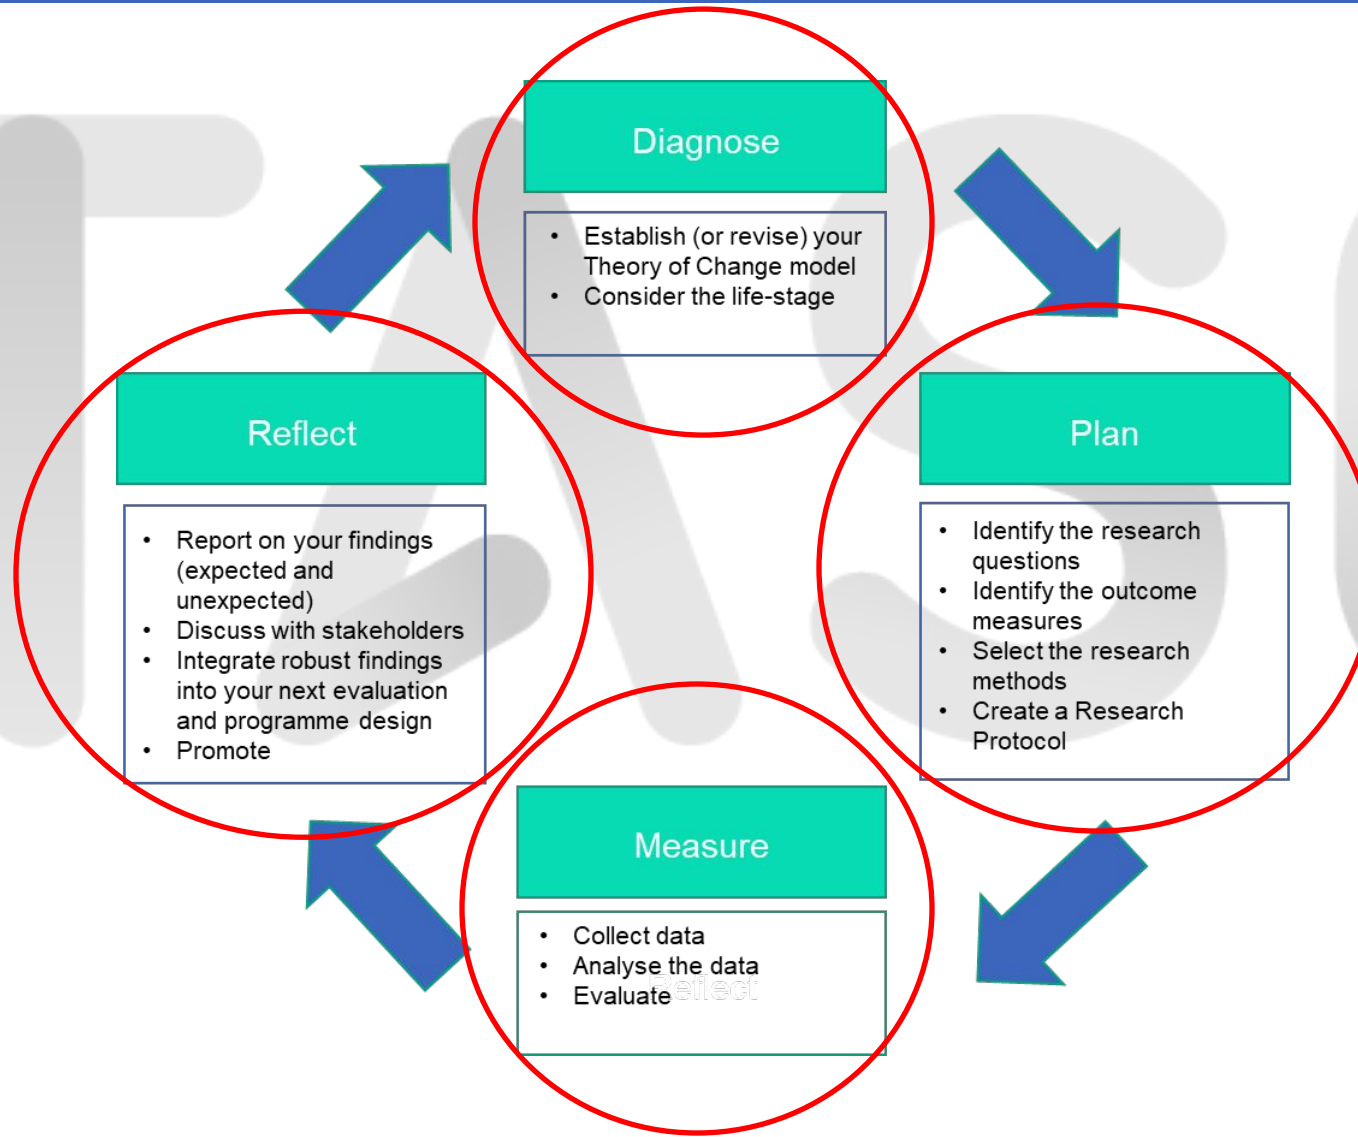 Diagnose
• Establish (or revise) your
Theory of Change model
• Consider the life-stage
Reflect
• Report on your findings
(expected and
unexpected)
• Discuss with stakeholders
• Integrate robust findings
into your next evaluation
and programme design
• Promote
Plan
• Identify the research
questions
• Identify the outcome
measures
• Select the research
methods
• Create a Research
Protocol
Measure
• Collect data
• Analyse the data
• Evaluate
Reflect
TAS